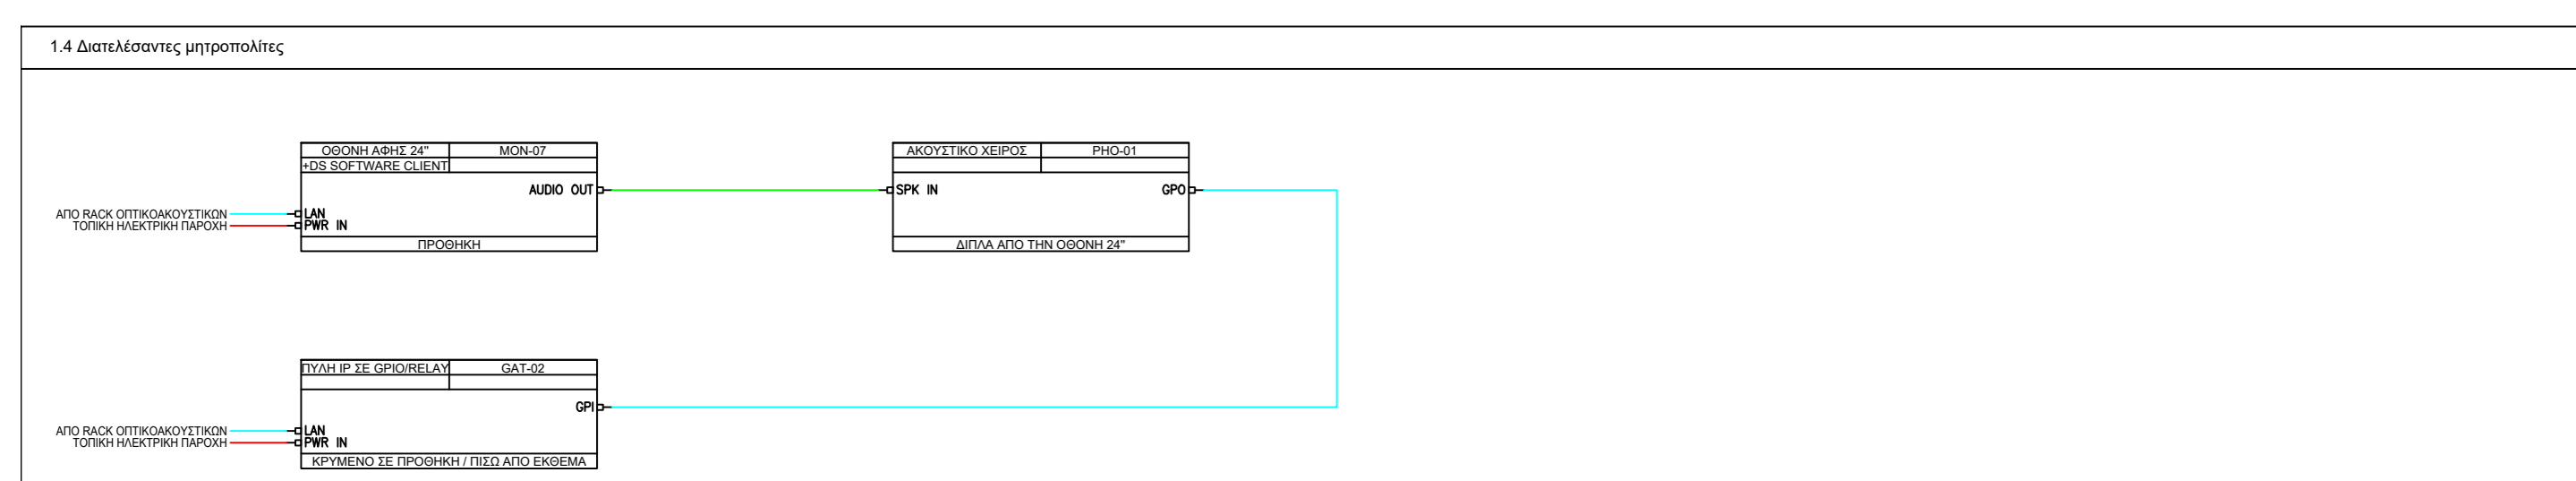 1.4 Διατελέσαντες μητροπολίτες
ΟΘΟΝΗ ΑΦΗΣ 24" MON-07
+DS SOFTWARE CLIENT
AUDIO OUT
ΑΠΟ RACK ΟΠΤΙΚΟΑΚΟΥΣΤΙΚΩΝ LAN
ΤΟΠΙΚΗ ΗΛΕΚΤΡΙΚΗ ΠΑΡΟΧΗ PWR IN
ΠΡΟΘΗΚΗ
ΑΚΟΥΣΤΙΚΟ ΧΕΙΡΟΣ PHO-01
SPK IN GPO
ΔΙΠΛΑ ΑΠΟ ΤΗΝ ΟΘΟΝΗ 24"
ΠΥΛΗ IP ΣΕ GPIO/RELAY GAT-02
GPI
ΑΠΟ RACK ΟΠΤΙΚΟΑΚΟΥΣΤΙΚΩΝ LAN
ΤΟΠΙΚΗ ΗΛΕΚΤΡΙΚΗ ΠΑΡΟΧΗ PWR IN
ΚΡΥΜΕΝΟ ΣΕ ΠΡΟΘΗΚΗ / ΠΙΣΩ ΑΠΟ ΕΚΘΕΜΑ